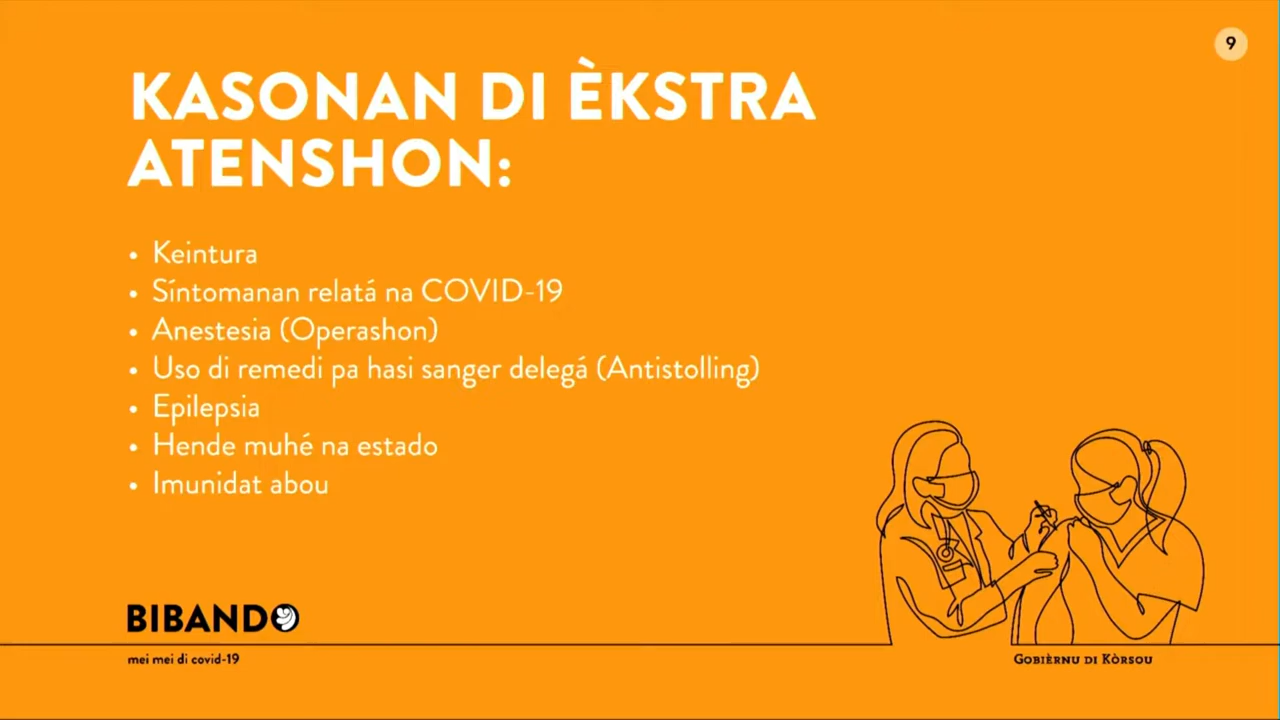 9
KASONAN DI ÈKSTRA
ATENSHON:
• Keintura
• Síntomanan relatá na COVID-19
• Anestesia (Operashon)
• Uso di remedi pa hasi sanger delegá (Antistolling)
• Epilepsia
• Hende muhé na estado
• Imunidat abou
BIBANDO
mei mei di covid-19
GOBIÈRNU DI KÒRSOU